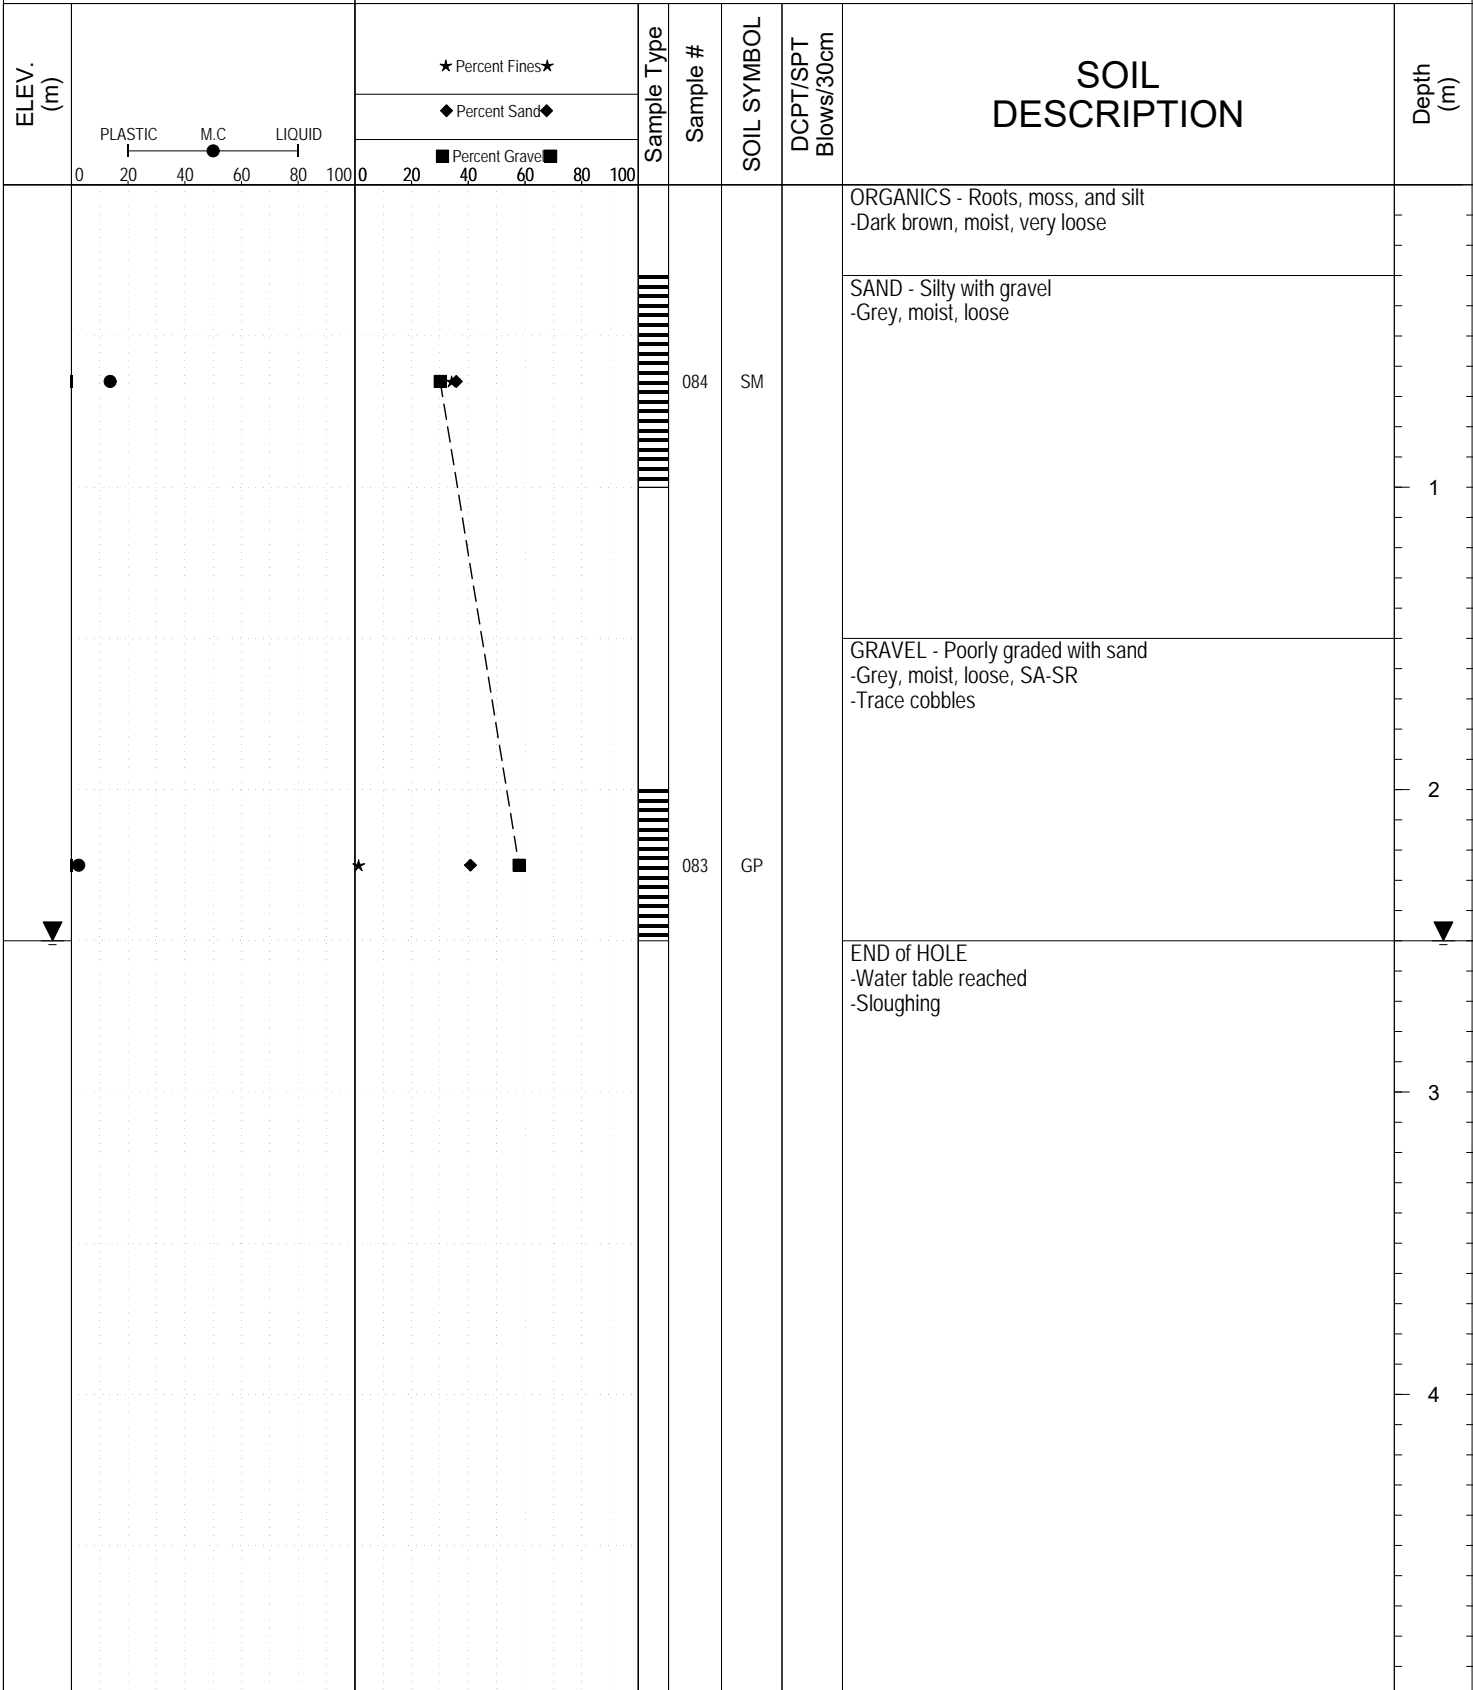 ELEV.
(m)
PLASTIC M.C LIQUID
0 20 40 60 80 100
★ Percent Fines★
◆ Percent Sand◆
■ Percent Gravel■
0 20 40 60 80 100
Sample Type
Sample #
SOIL SYMBOL
DCPT/SPT
Blows/30cm
SOIL
DESCRIPTION
Depth
(m)
ORGANICS - Roots, moss, and silt
-Dark brown, moist, very loose
SAND - Silty with gravel
-Grey, moist, loose
084 SM
1
GRAVEL - Poorly graded with sand
-Grey, moist, loose, SA-SR
-Trace cobbles
2
083 GP
END of HOLE
-Water table reached
-Sloughing
3
4